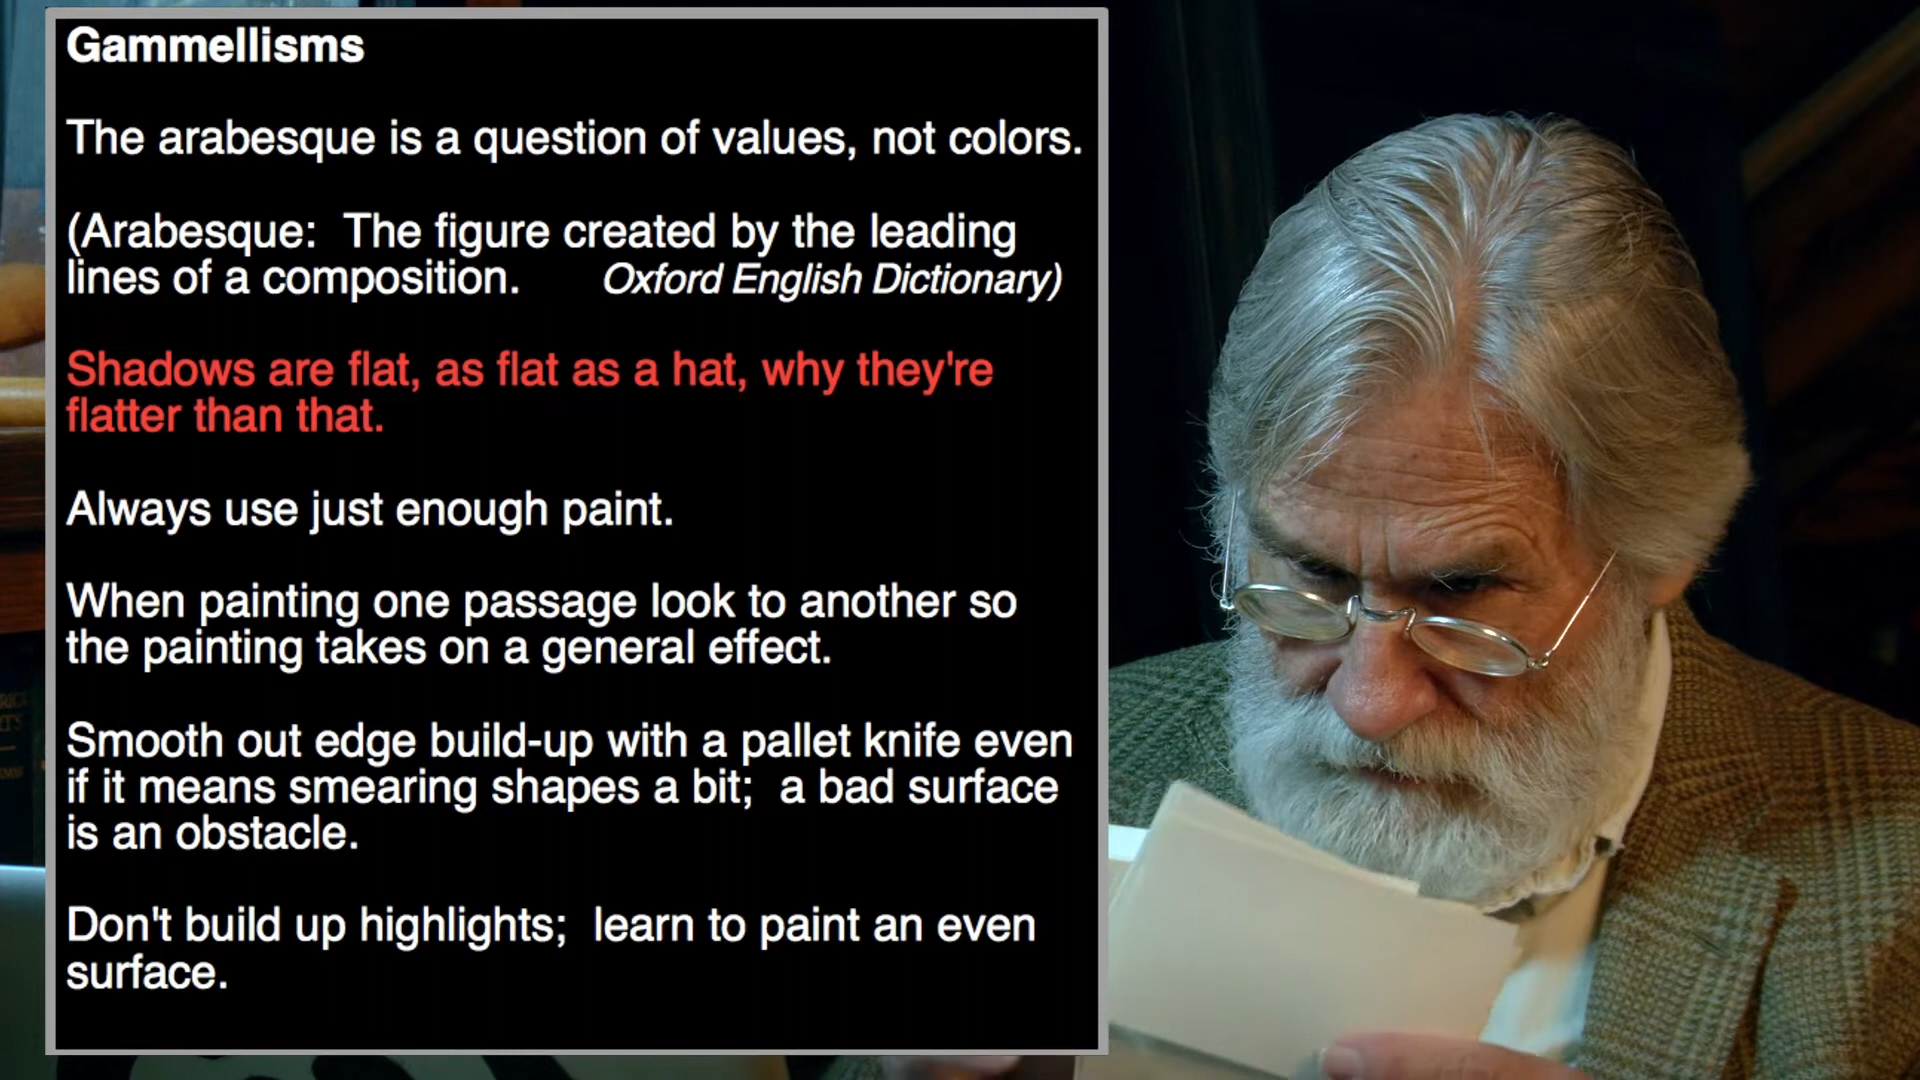 Gammellisms
The arabesque is a question of values, not colors.
(Arabesque:  The figure created by the leading
lines of a composition.      Oxford English Dictionary)
Shadows are flat, as flat as a hat, why they're
flatter than that.
Always use just enough paint.
When painting one passage look to another so
the painting takes on a general effect.
Smooth out edge build-up with a pallet knife even
if it means smearing shapes a bit;  a bad surface
is an obstacle.
Don't build up highlights;  learn to paint an even
surface.